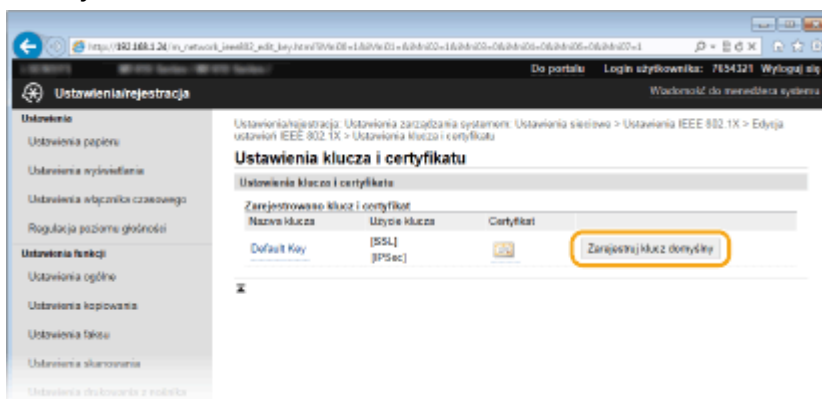 Do portalu Login użytkownika: 7654321 Wyloguj się
Ustawienia/rejestracja
Wiadomość do menedżera systemu
Ustawienia
Ustawienia papieru
Ustawienia wyświetlania
Ustawienia włącznika czasowego
Regulacja poziomu głośności
Ustawienia funkcji
Ustawienia ogólne
Ustawienia kopiowania
Ustawienia faksu
Ustawienia skanowania
Ustawienia drukowania z nośnika
Ustawienia/rejestracja: Ustawienia zarządzania systemem: Ustawienia sieciowe > Ustawienia IEEE 802.1X > Edycja
ustawień IEEE 802.1X > Ustawienia klucza i certyfikatu
Ustawienia klucza i certyfikatu
Ustawienia klucza i certyfikatu
Zarejestrowano klucz i certyfikat
Nazwa klucza Użycie klucza Certyfikat
Default Key [SSL] Zarejestruj klucz domyślny
[IPSec]